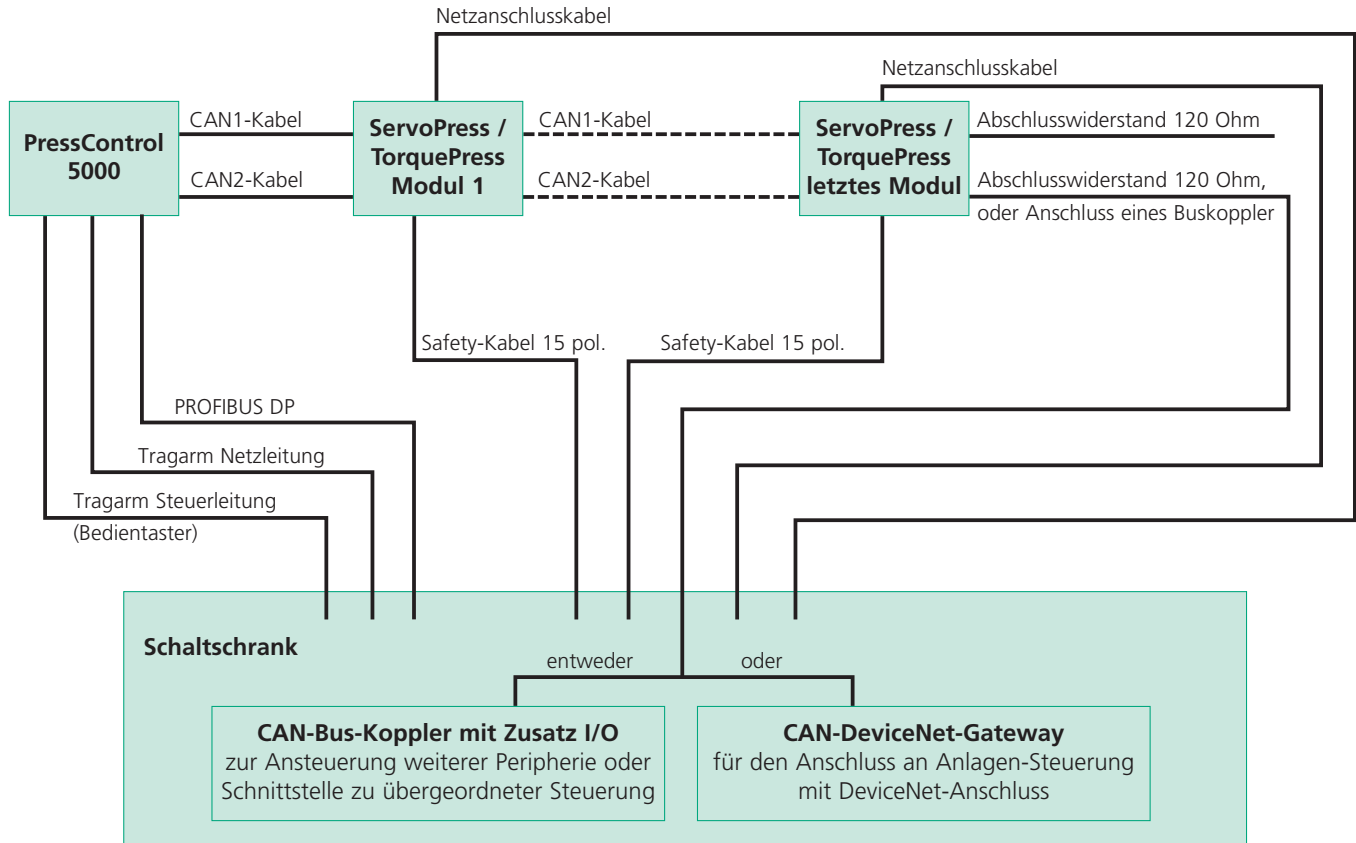 Netzanschlusskabel
Netzanschlusskabel
PressControl
5000
CAN1-Kabel
CAN2-Kabel
ServoPress /
TorquePress
Modul 1
CAN1-Kabel
CAN2-Kabel
ServoPress /
TorquePress
letztes Modul
Abschlusswiderstand 120 Ohm
Abschlusswiderstand 120 Ohm,
oder Anschluss eines Buskoppler
Safety-Kabel 15 pol.
Safety-Kabel 15 pol.
PROFIBUS DP
Tragarm Netzleitung
Tragarm Steuerleitung
(Bedientaster)
Schaltschrank
entweder
oder
CAN-Bus-Koppler mit Zusatz I/O
zur Ansteuerung weiterer Peripherie oder
Schnittstelle zu übergeordneter Steuerung
CAN-DeviceNet-Gateway
für den Anschluss an Anlagen-Steuerung
mit DeviceNet-Anschluss